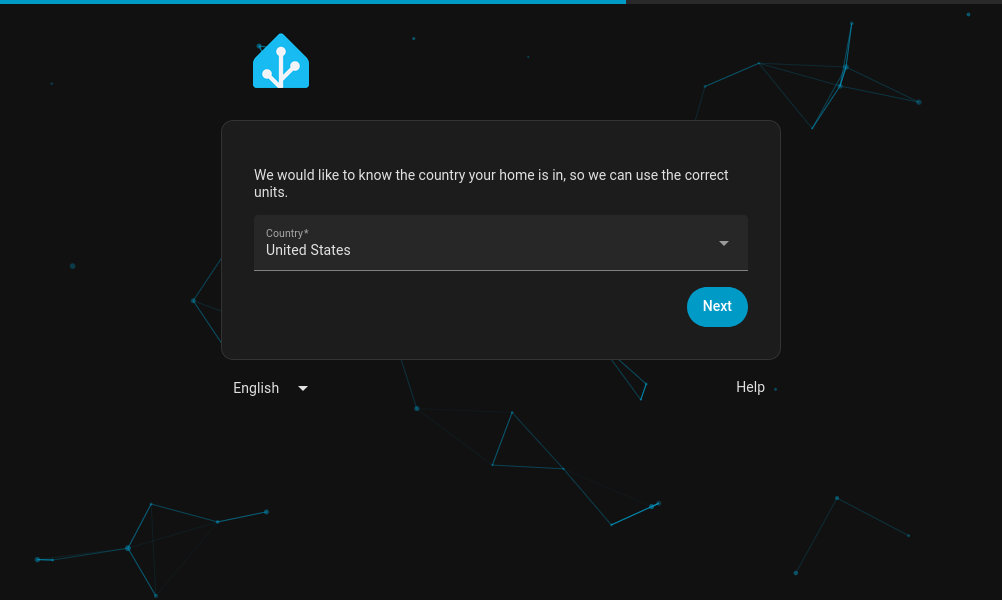 We would like to know the country your home is in, so we can use the correct
units.
Country*
United States
Next
English
Help